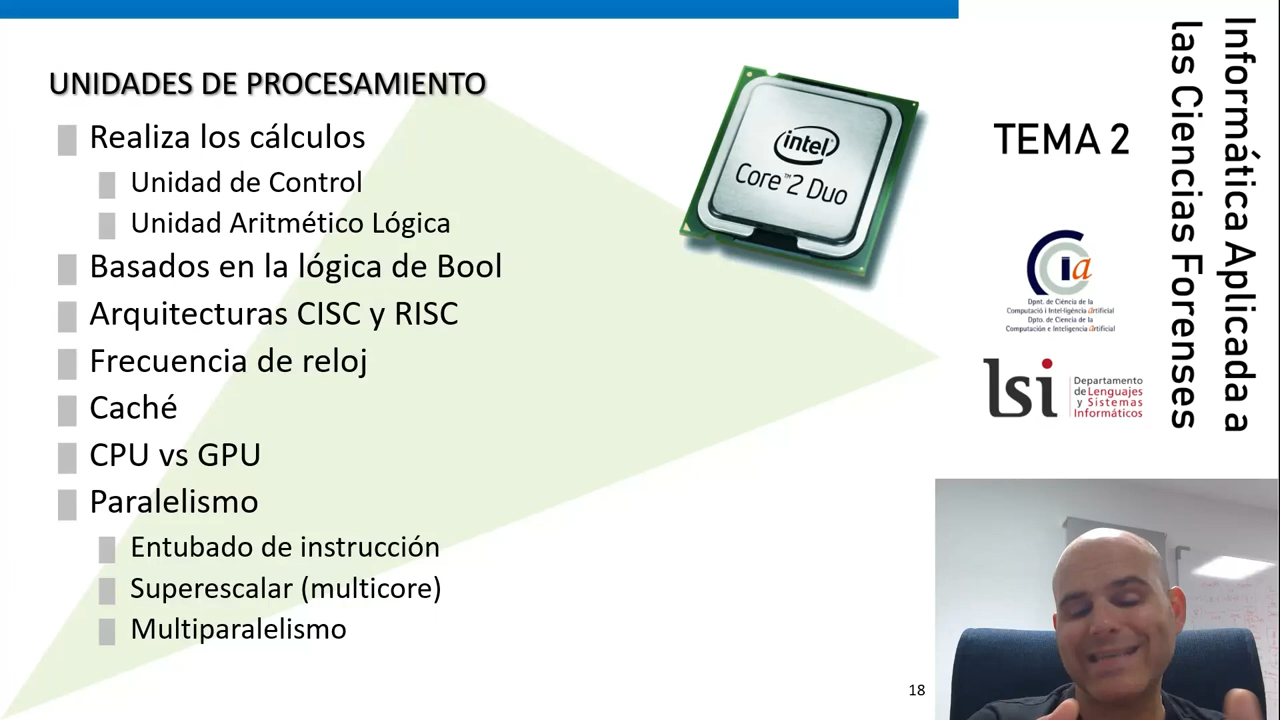 UNIDADES DE PROCESAMIENTO
Realiza los cálculos
Unidad de Control
Unidad Aritmético Lógica
Basados en la lógica de Bool
Arquitecturas CISC y RISC
Frecuencia de reloj
Caché
CPU vs GPU
Paralelismo
Entubado de instrucción
Superescalar (multicore)
Multiparalelismo
intel
Core™2 Duo
18
TEMA 2
Informática Aplicada a
las Ciencias Forenses
cia
Dpnt. de Ciència de la
Computació i Intel·ligència artificial
Dpto. de Ciencia de la
Computación e Inteligencia artificial
lsi
Departamento
de Lenguajes
y Sistemas
Informáticos